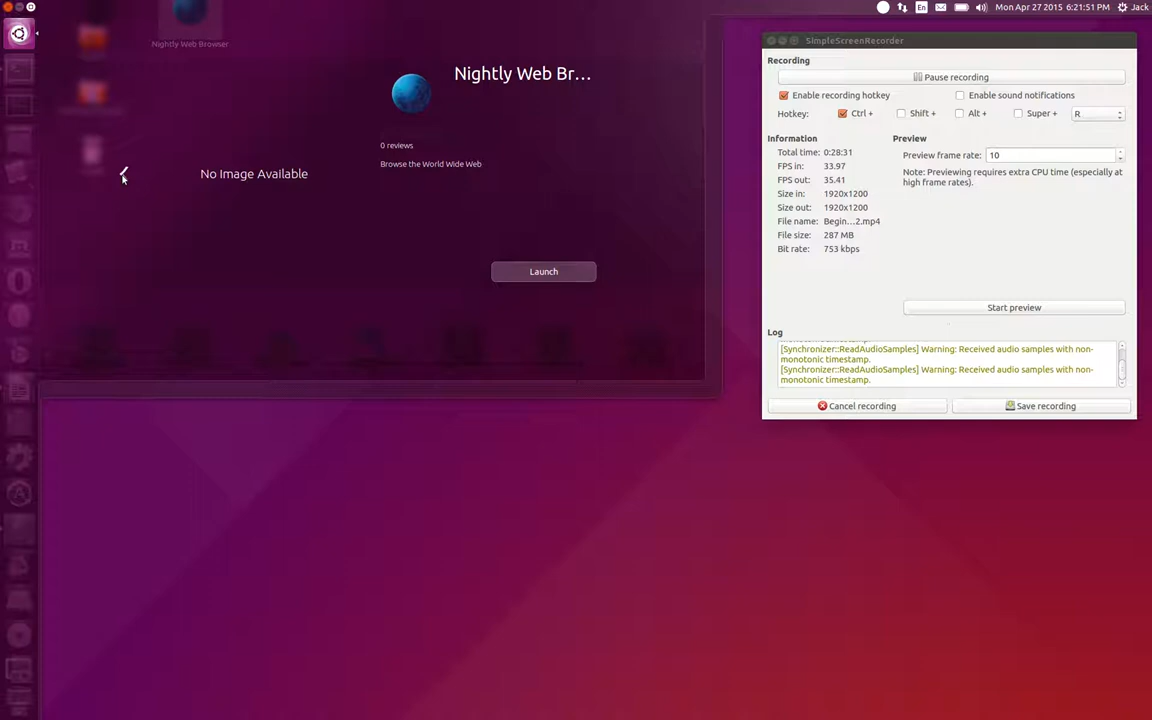 En
Mon Apr 27 2015 6:21:51 PM
Jack
Nightly Web Browser
Nightly Web Br...
0 reviews
Browse the World Wide Web
No Image Available
Launch
SimpleScreenRecorder
Recording
Pause recording
Enable recording hotkey
Enable sound notifications
Hotkey: Ctrl + Shift + Alt + Super + R
Information
Total time: 0:28:31
FPS in: 33.97
FPS out: 35.41
Size in: 1920x1200
Size out: 1920x1200
File name: Begin...2.mp4
File size: 287 MB
Bit rate: 753 kbps
Preview
Preview frame rate: 10
Note: Previewing requires extra CPU time (especially at
high frame rates).
Start preview
Log
[Synchronizer::ReadAudioSamples] Warning: Received audio samples with non-
monotonic timestamp.
[Synchronizer::ReadAudioSamples] Warning: Received audio samples with non-
monotonic timestamp.
Cancel recording
Save recording